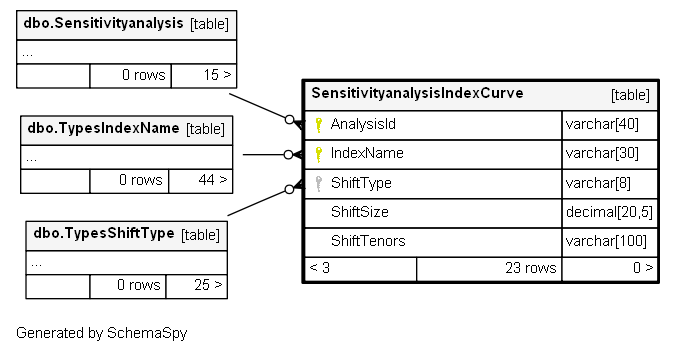 dbo.Sensitivityanalysis [table]
...
0 rows 15 >
dbo.TypesIndexName [table]
...
0 rows 44 >
dbo.TypesShiftType [table]
...
0 rows 25 >
SensitivityanalysisIndexCurve [table]
AnalysisId varchar[40]
IndexName varchar[30]
ShiftType varchar[8]
ShiftSize decimal[20,5]
ShiftTenors varchar[100]
< 3 23 rows 0 >
Generated by SchemaSpy